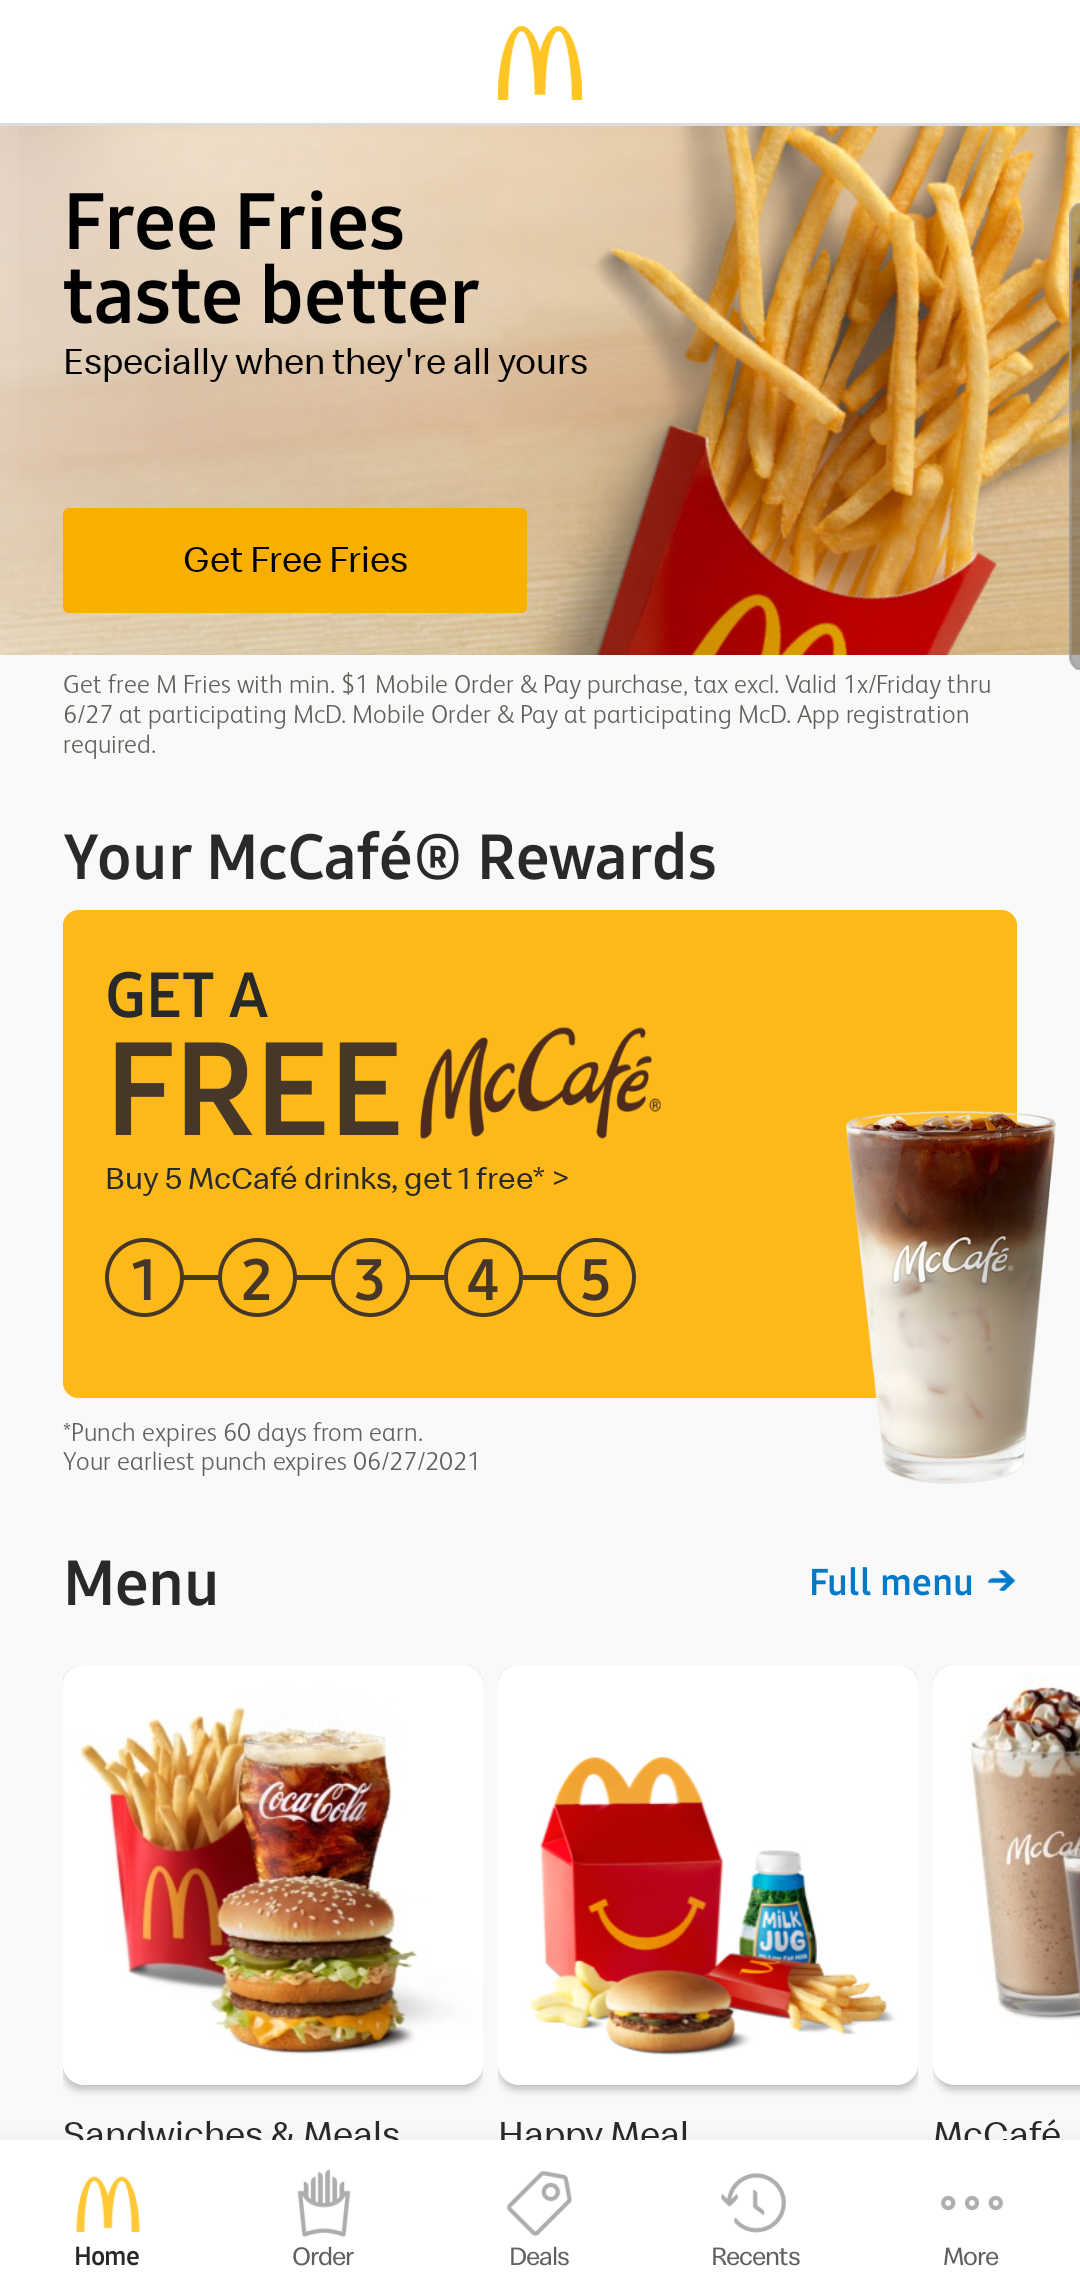 Free Fries
taste better
Especially when they're all yours
Get Free Fries
Get free M Fries with min. $1 Mobile Order & Pay purchase, tax excl. Valid 1x/Friday thru
6/27 at participating McD. Mobile Order & Pay at participating McD. App registration
required.
Your McCafé® Rewards
GET A
FREE McCafé®
Buy 5 McCafé drinks, get 1 free* >
1 2 3 4 5
McCafé®
*Punch expires 60 days from earn.
Your earliest punch expires 06/27/2021
Menu
Full menu →
Coca-Cola
MiLK
JUG
Sandwiches & Meals
Happy Meal
McCafé
Home
Order
Deals
Recents
More